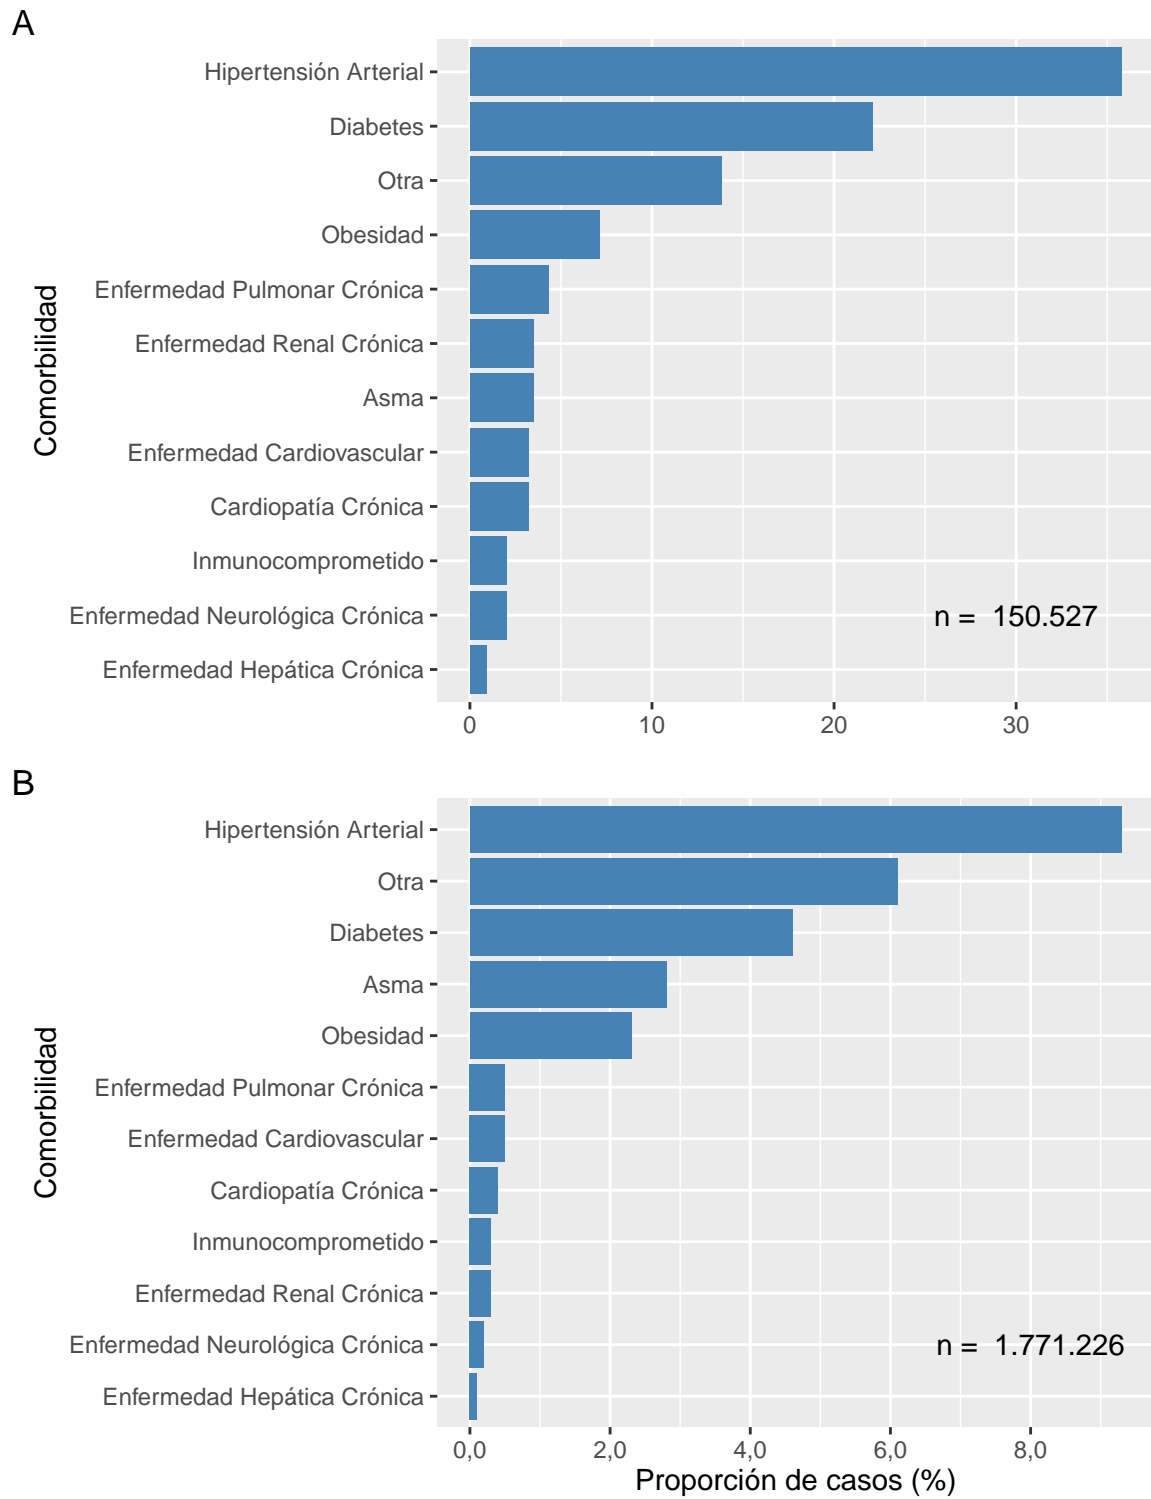 A
Hipertensión Arterial
Diabetes
Otra
Obesidad
Enfermedad Pulmonar Crónica
Enfermedad Renal Crónica
Asma
Enfermedad Cardiovascular
Cardiopatía Crónica
Inmunocomprometido
Enfermedad Neurológica Crónica
Enfermedad Hepática Crónica
Comorbilidad
n = 150.527
0 10 20 30
B
Hipertensión Arterial
Otra
Diabetes
Asma
Obesidad
Enfermedad Pulmonar Crónica
Enfermedad Cardiovascular
Cardiopatía Crónica
Inmunocomprometido
Enfermedad Renal Crónica
Enfermedad Neurológica Crónica
Enfermedad Hepática Crónica
Comorbilidad
n = 1.771.226
0,0 2,0 4,0 6,0 8,0
Proporción de casos (%)